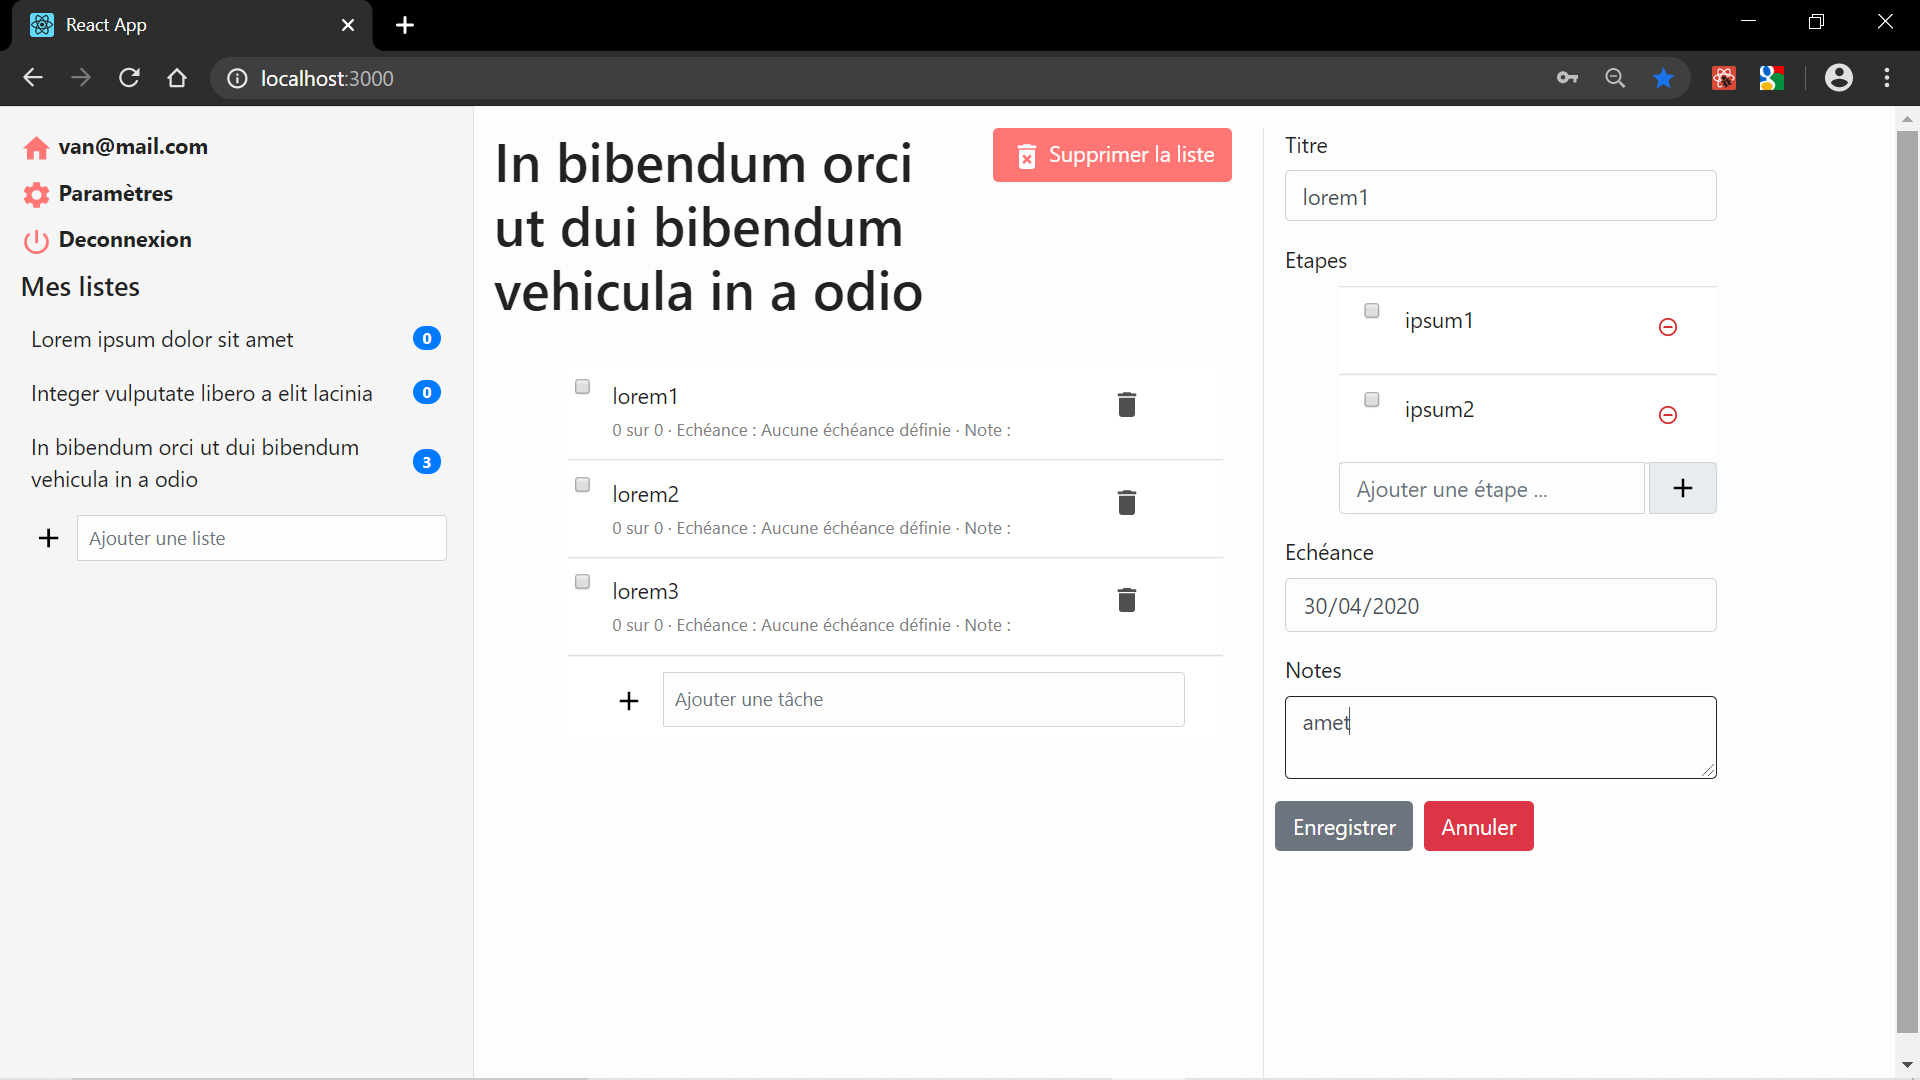 React App
localhost:3000
van@mail.com
Paramètres
Deconnexion
Mes listes
Lorem ipsum dolor sit amet
0
Integer vulputate libero a elit lacinia
0
In bibendum orci ut dui bibendum
vehicula in a odio
3
Ajouter une liste
In bibendum orci
ut dui bibendum
vehicula in a odio
Supprimer la liste
lorem1
0 sur 0 · Echéance : Aucune échéance définie · Note :
lorem2
0 sur 0 · Echéance : Aucune échéance définie · Note :
lorem3
0 sur 0 · Echéance : Aucune échéance définie · Note :
Ajouter une tâche
Titre
lorem1
Etapes
ipsum1
ipsum2
Ajouter une étape ...
Echéance
30/04/2020
Notes
amet
Enregistrer
Annuler